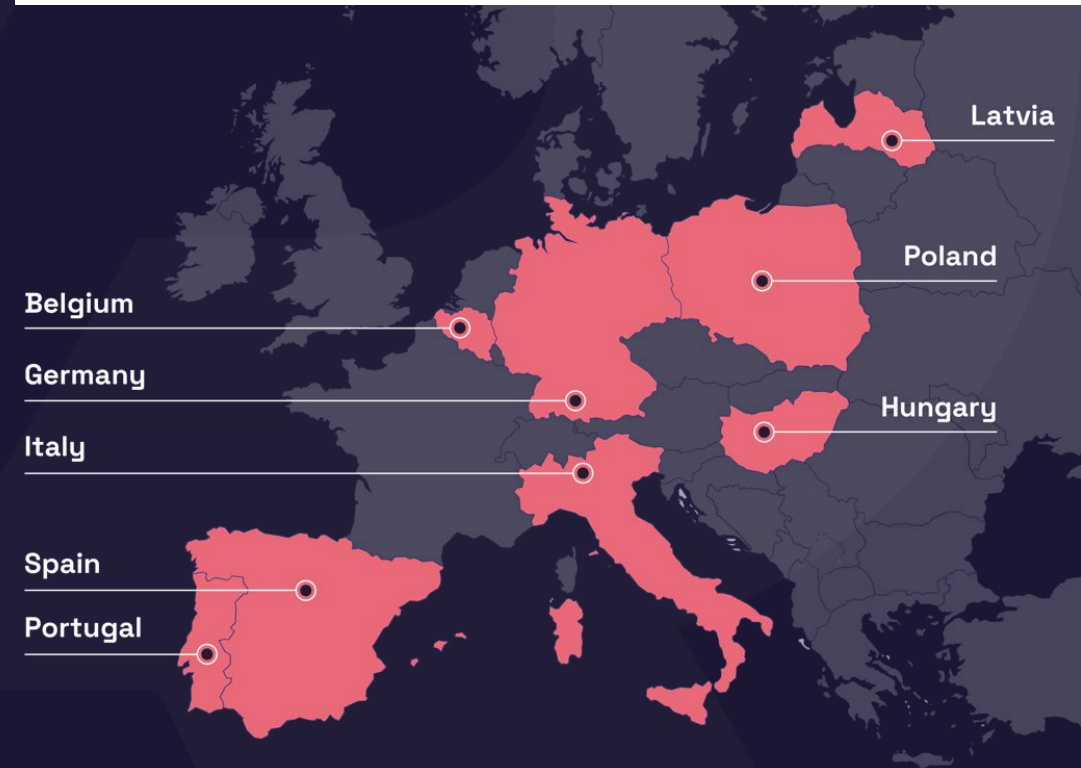 Latvia
Poland
Belgium
Germany
Hungary
Italy
Spain
Portugal